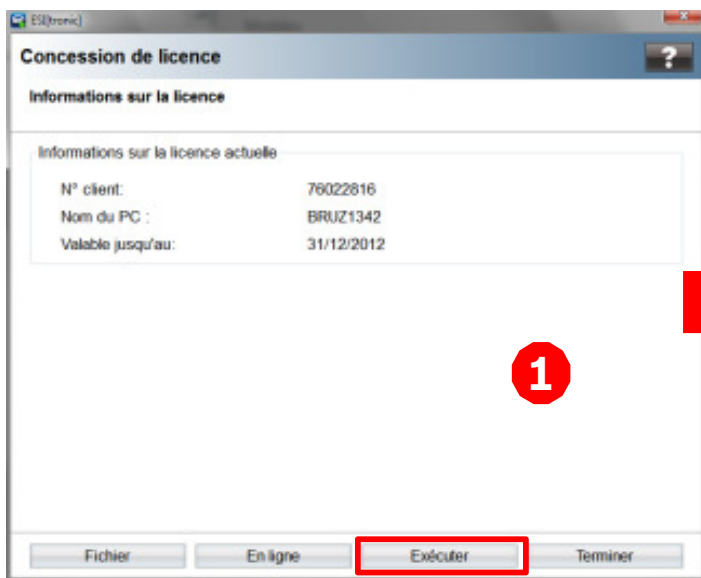 ESI[tronic]
Concession de licence
?
Informations sur la licence
Informations sur la licence actuelle
N° client: 76022816
Nom du PC : BRUZ1342
Valable jusqu'au: 31/12/2012
1
Fichier En ligne Exécuter Terminer